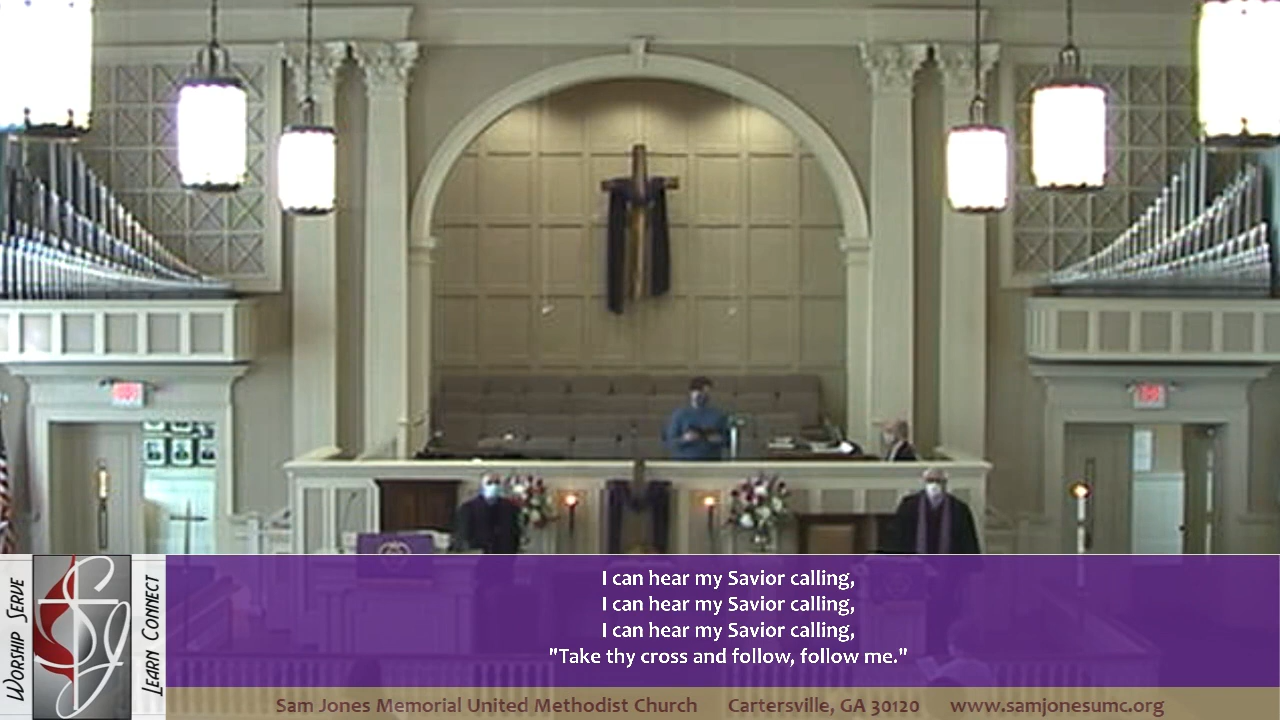 I can hear my Savior calling,
I can hear my Savior calling,
I can hear my Savior calling,
"Take thy cross and follow, follow me."
Worship Serve
Learn Connect
Sam Jones Memorial United Methodist Church Cartersville, GA 30120 www.samjonesumc.org